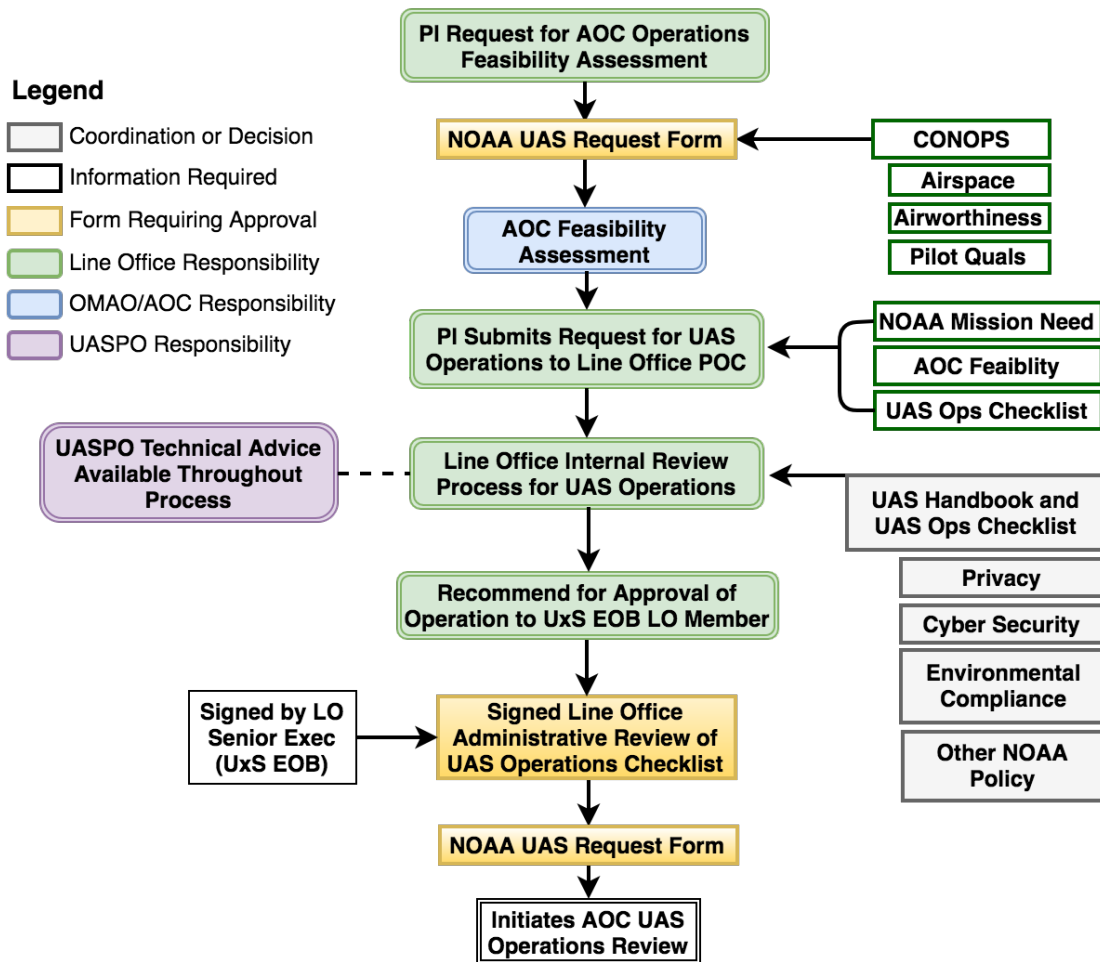 PI Request for AOC Operations
Feasibility Assessment
Legend
Coordination or Decision
Information Required
Form Requiring Approval
Line Office Responsibility
OMAO/AOC Responsibility
UASPO Responsibility
NOAA UAS Request Form
CONOPS
Airspace
Airworthiness
Pilot Quals
AOC Feasibility
Assessment
PI Submits Request for UAS
Operations to Line Office POC
NOAA Mission Need
AOC Feaiblity
UAS Ops Checklist
UASPO Technical Advice
Available Throughout
Process
Line Office Internal Review
Process for UAS Operations
UAS Handbook and
UAS Ops Checklist
Privacy
Cyber Security
Environmental
Compliance
Other NOAA
Policy
Recommend for Approval of
Operation to UxS EOB LO Member
Signed by LO
Senior Exec
(UxS EOB)
Signed Line Office
Administrative Review of
UAS Operations Checklist
NOAA UAS Request Form
Initiates AOC UAS
Operations Review